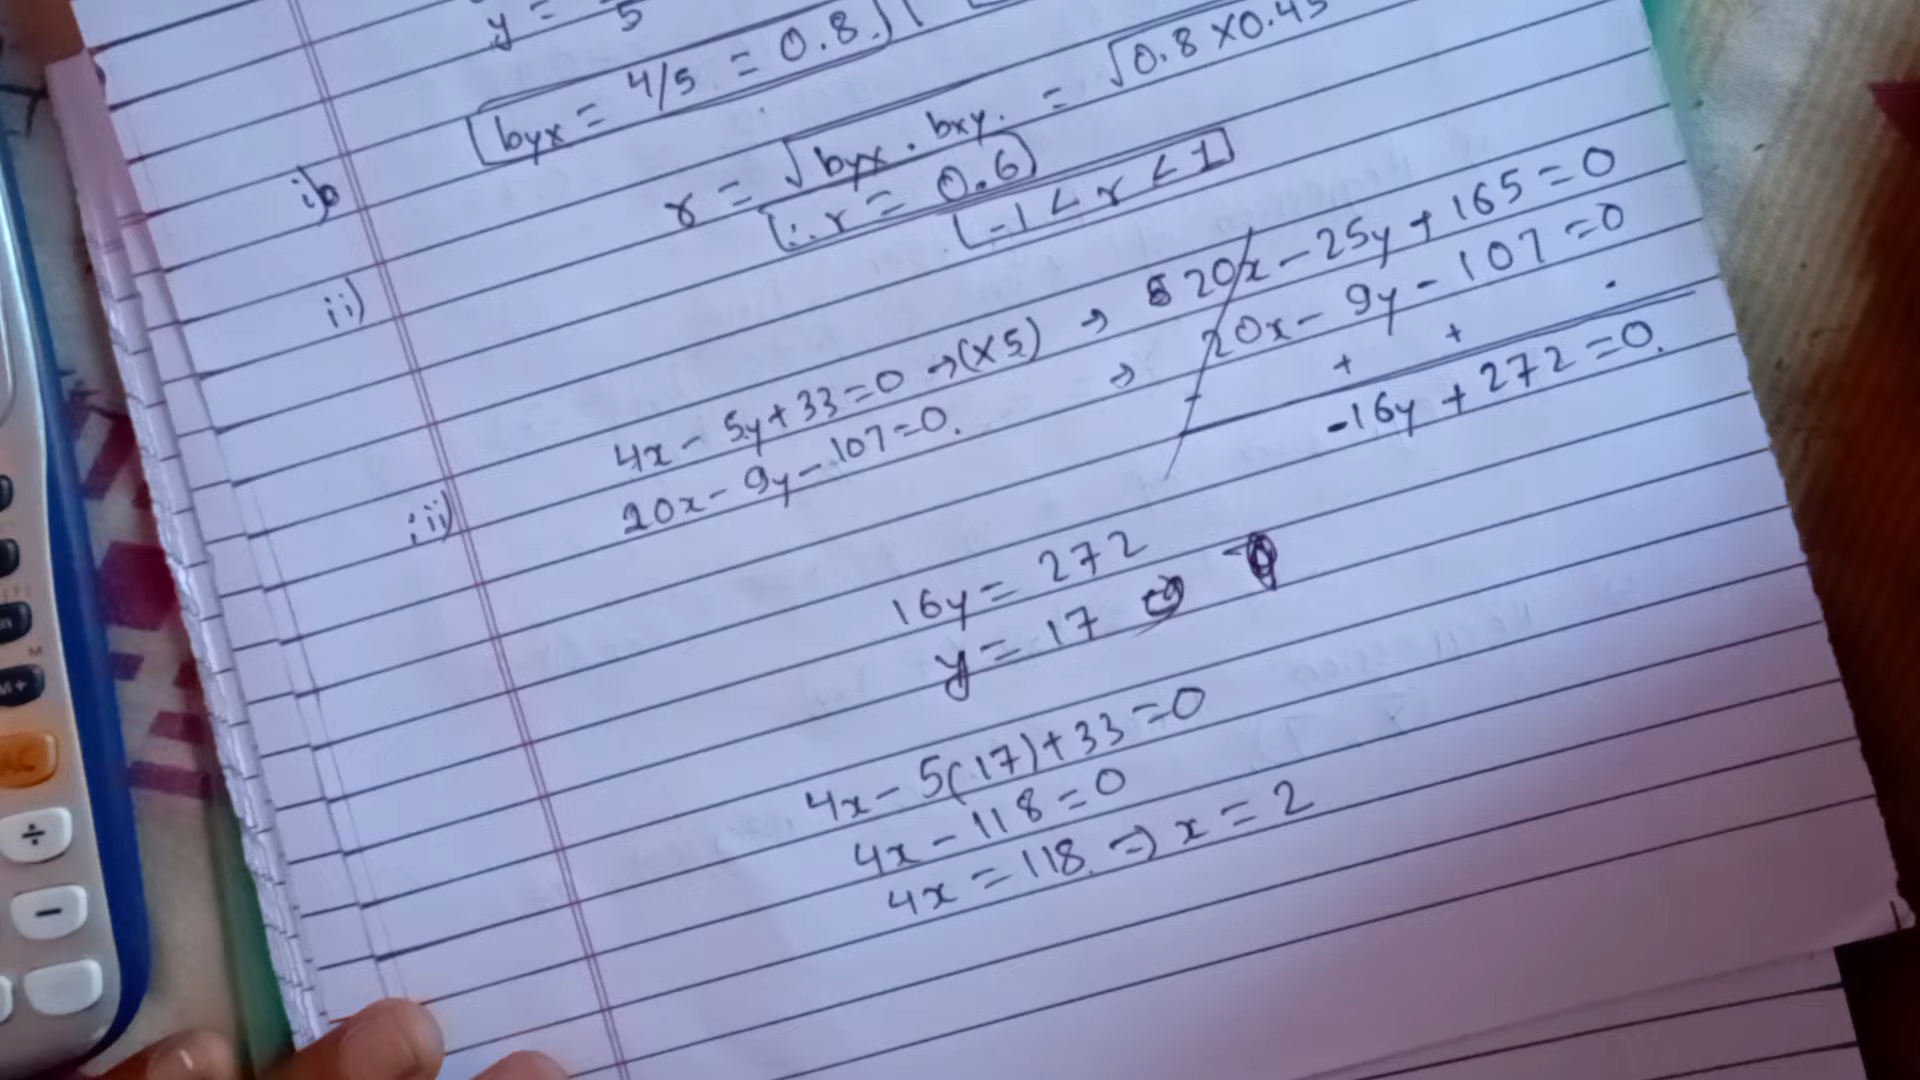 y = 5
byx = 4/5 = 0.8
i)
r = √byx . bxy. = √0.8 x 0.45
∴ r = 0.6
ii)
-1 < r < 1
iii)
4x - 5y + 33 = 0 → (x5) → 20x - 25y + 165 = 0
20x - 9y - 107 = 0. → 20x - 9y - 107 = 0
- + +
-16y + 272 = 0.
16y = 272
y = 17
4x - 5(17) + 33 = 0
4x - 118 = 0
4x = 118. ⇒ x = 2
÷
-
AC
M
M+